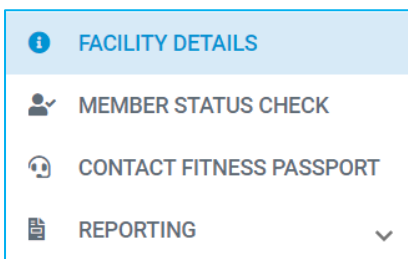 FACILITY DETAILS
MEMBER STATUS CHECK
CONTACT FITNESS PASSPORT
REPORTING